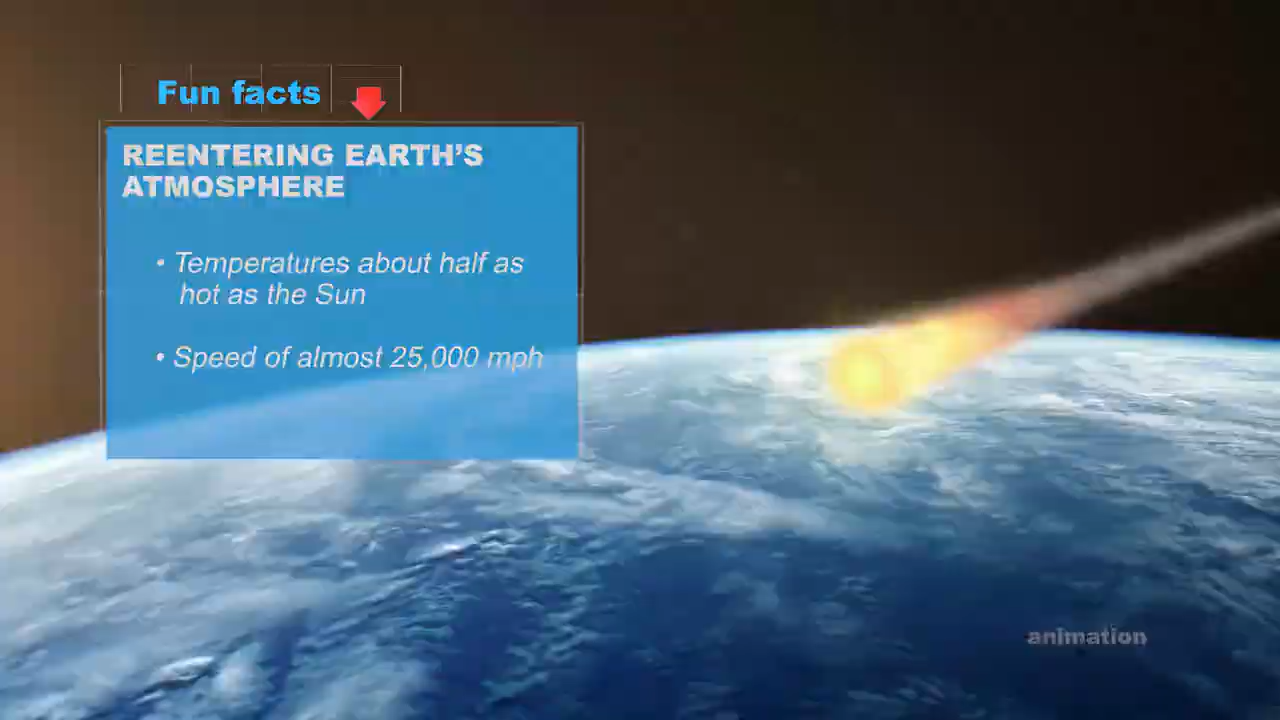 Fun facts
REENTERING EARTH'S
ATMOSPHERE
• Temperatures about half as
hot as the Sun
• Speed of almost 25,000 mph
animation